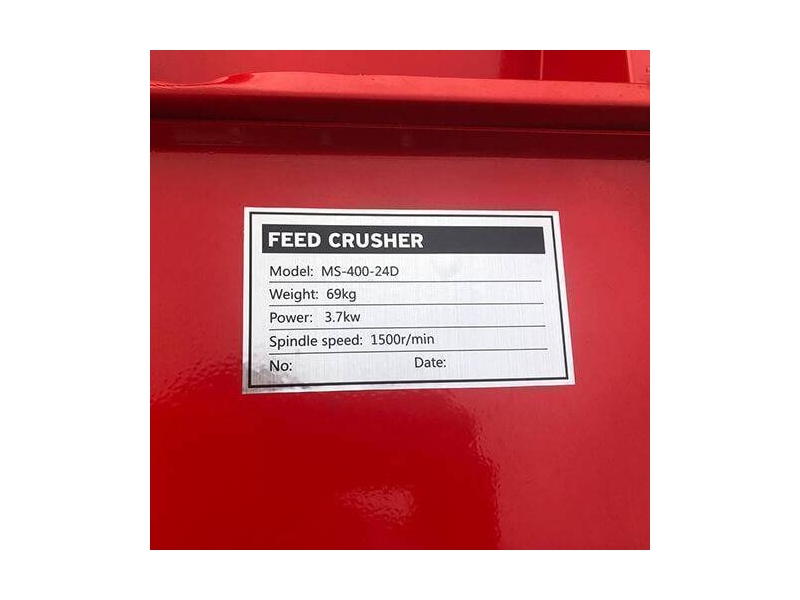 FEED CRUSHER
Model: MS-400-24D
Weight: 69kg
Power: 3.7kw
Spindle speed: 1500r/min
No: Date: